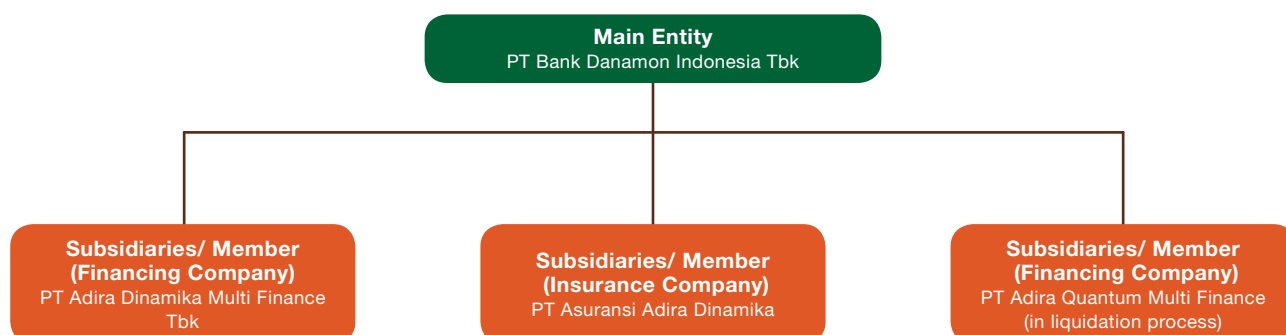 Main Entity
PT Bank Danamon Indonesia Tbk
Subsidiaries/ Member
(Financing Company)
PT Adira Dinamika Multi Finance
Tbk
Subsidiaries/ Member
(Insurance Company)
PT Asuransi Adira Dinamika
Subsidiaries/ Member
(Financing Company)
PT Adira Quantum Multi Finance
(in liquidation process)